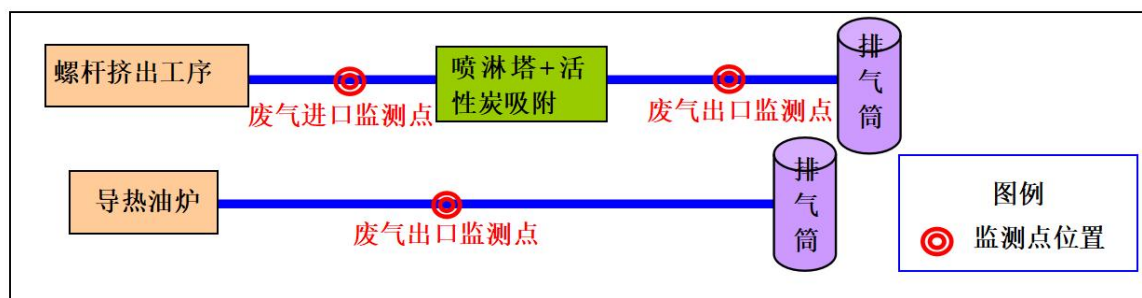 螺杆挤出工序
喷淋塔+活
性炭吸附
排
气
筒
废气进口监测点
废气出口监测点
导热油炉
排
气
筒
废气出口监测点
图例
监测点位置